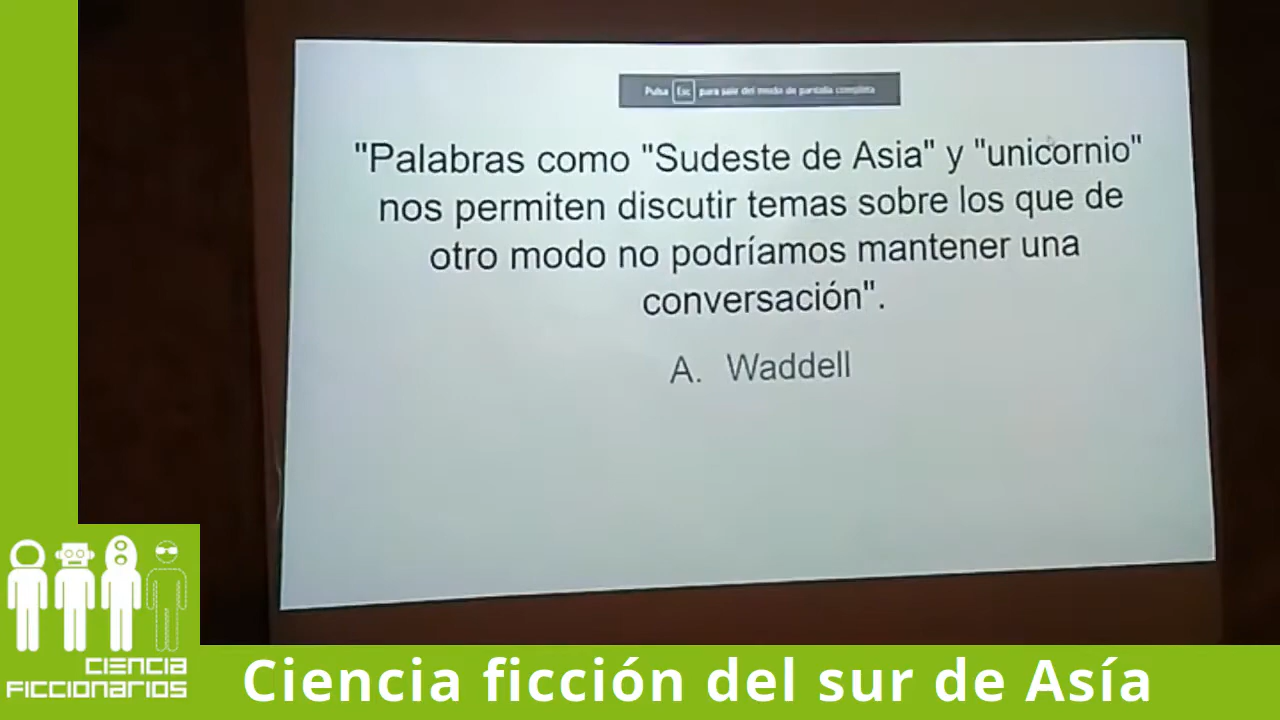 Pulsa Esc para salir del modo de pantalla completa
"Palabras como "Sudeste de Asia" y "unicornio"
nos permiten discutir temas sobre los que de
otro modo no podríamos mantener una
conversación".
A. Waddell
CIENCIA
FICCIONARIOS
Ciencia ficción del sur de Asía